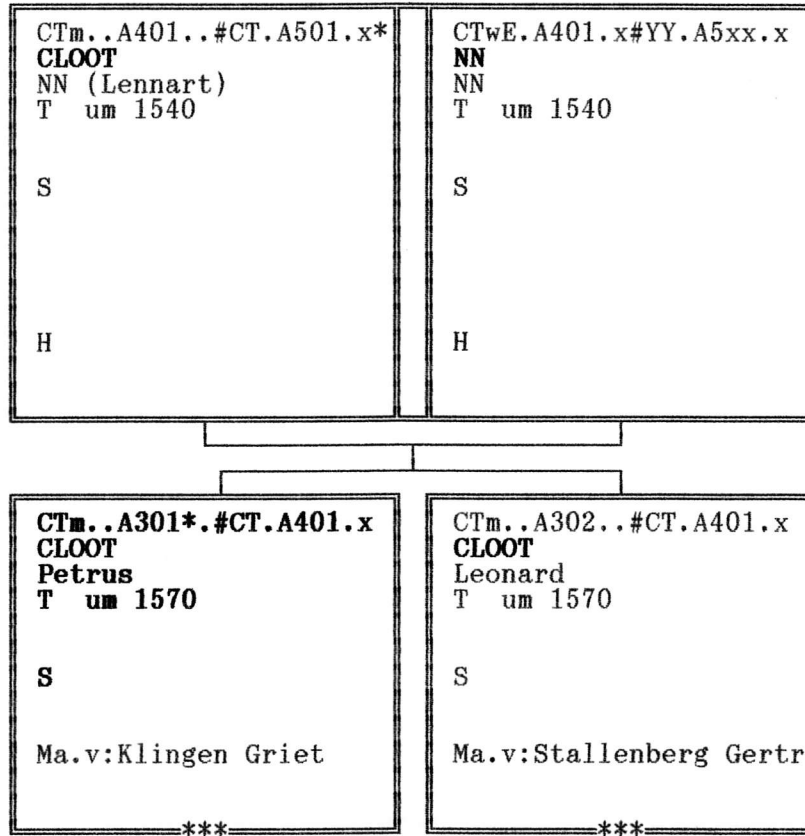 CTm..A401..#CT.A501.x*
CLOOT
NN (Lennart)
T um 1540
S
H
CTwE.A401.x#YY.A5xx.x
NN
NN
T um 1540
S
H
CTm..A301*.#CT.A401.x
CLOOT
Petrus
T um 1570
S
Ma.v:Klingen Griet
***
CTm..A302..#CT.A401.x
CLOOT
Leonard
T um 1570
S
Ma.v:Stallenberg Gertr
***